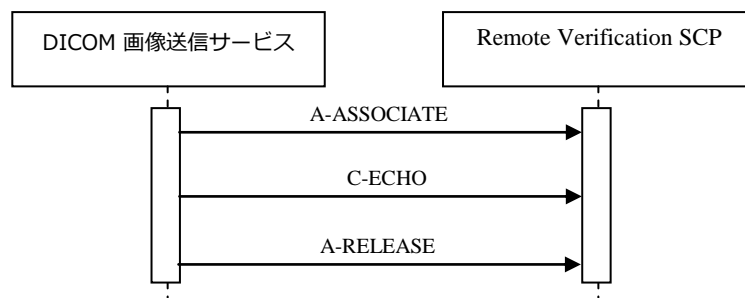 DICOM 画像送信サービス
Remote Verification SCP
A-ASSOCIATE
C-ECHO
A-RELEASE